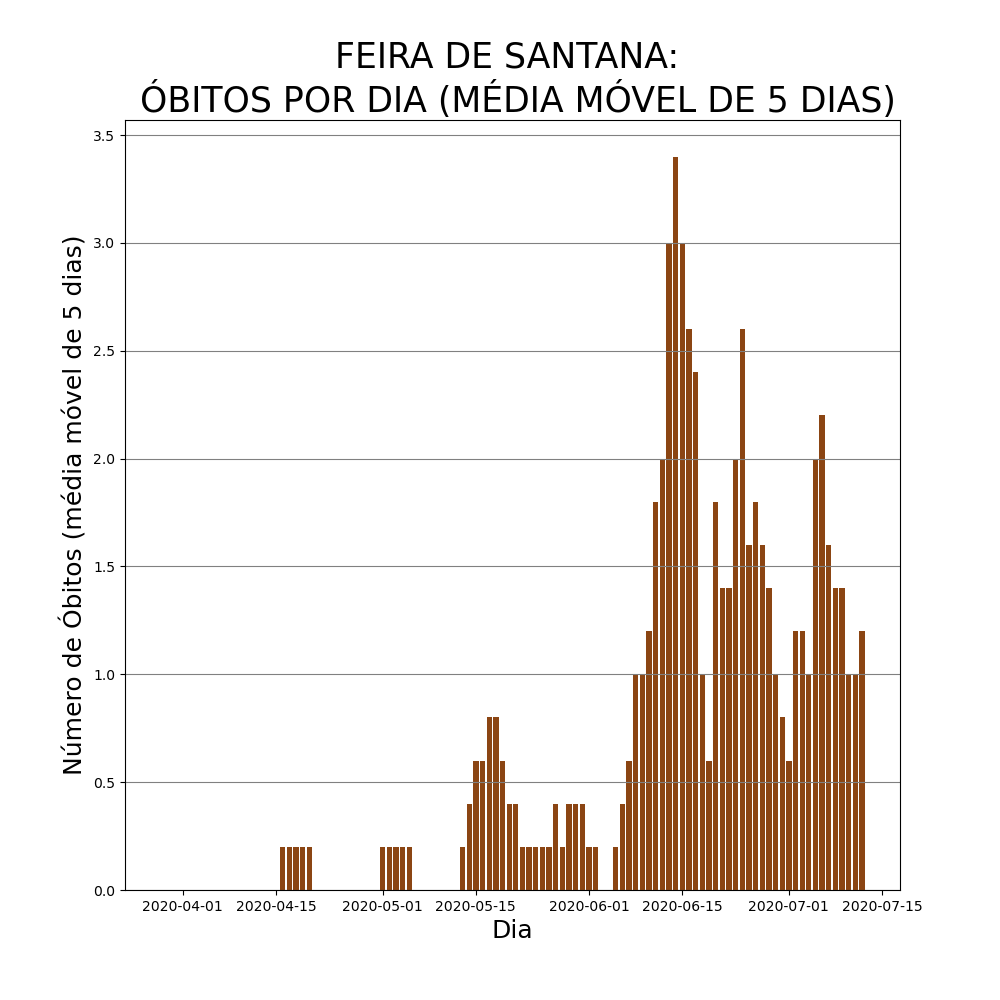 FEIRA DE SANTANA:
ÓBITOS POR DIA (MÉDIA MÓVEL DE 5 DIAS)
Número de Óbitos (média móvel de 5 dias)
3.5
3.0
2.5
2.0
1.5
1.0
0.5
0.0
2020-04-01 2020-04-15 2020-05-01 2020-05-15 2020-06-01 2020-06-15 2020-07-01 2020-07-15
Dia